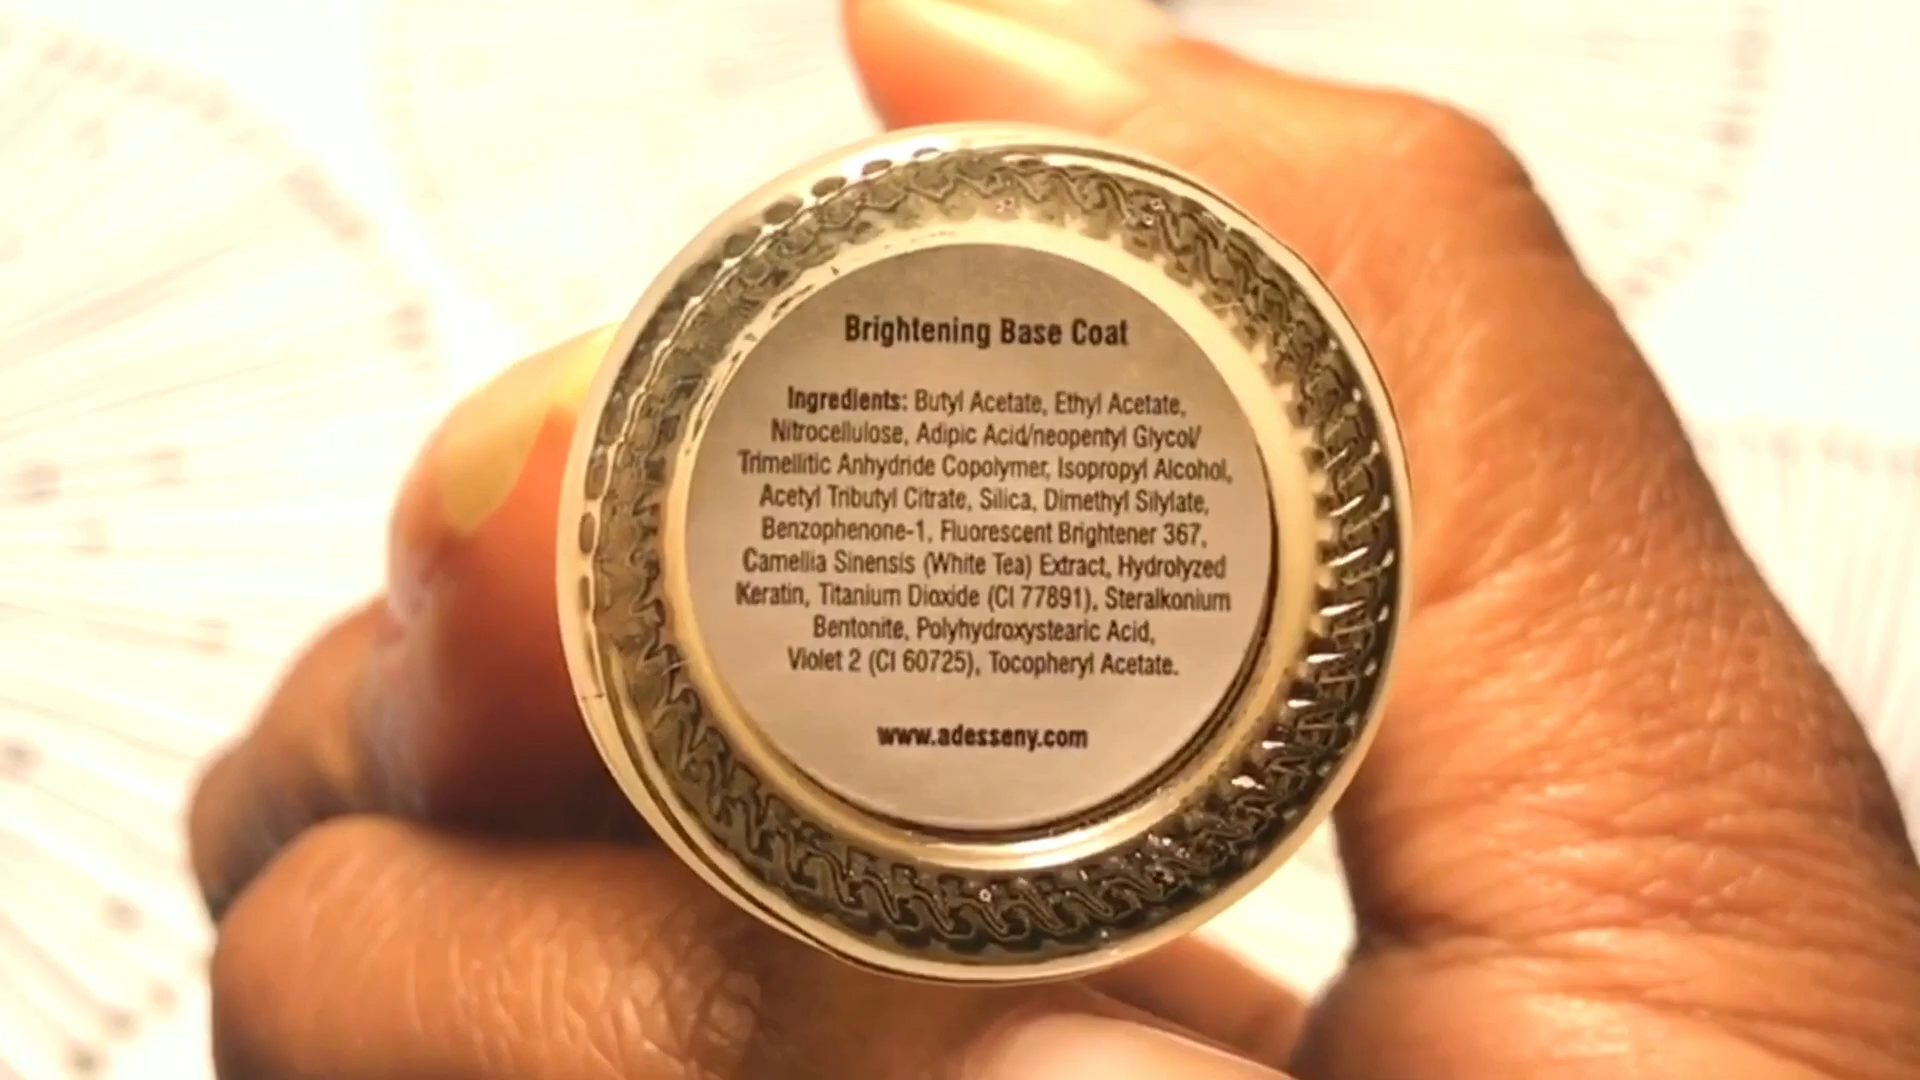 Brightening Base Coat
Ingredients: Butyl Acetate, Ethyl Acetate,
Nitrocellulose, Adipic Acid/neopentyl Glycol/
Trimellitic Anhydride Copolymer, Isopropyl Alcohol,
Acetyl Tributyl Citrate, Silica, Dimethyl Silylate,
Benzophenone-1, Fluorescent Brightener 367,
Camellia Sinensis (White Tea) Extract, Hydrolyzed
Keratin, Titanium Dioxide (CI 77891), Steralkonium
Bentonite, Polyhydroxystearic Acid,
Violet 2 (CI 60725), Tocopheryl Acetate.
www.adesseny.com